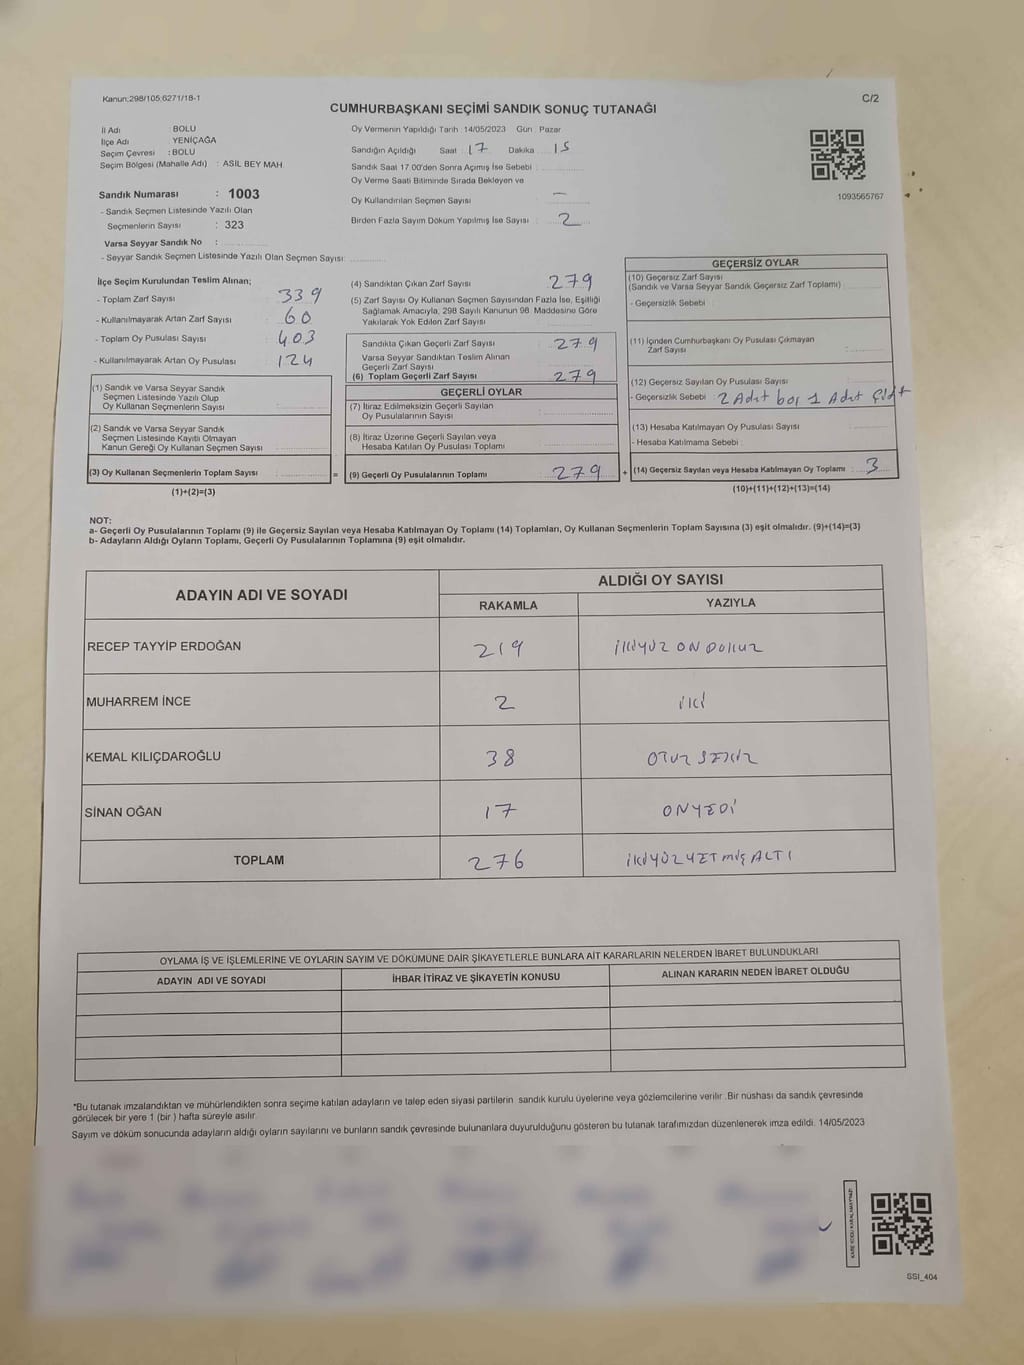 Kanun:298/105;6271/18-1
C/2
CUMHURBAŞKANI SEÇİMİ SANDIK SONUÇ TUTANAĞI
İl Adı : BOLU
İlçe Adı : YENİÇAĞA
Seçim Çevresi : BOLU
Seçim Bölgesi (Mahalle Adı) : ASIL BEY MAH.
Sandık Numarası : 1003
- Sandık Seçmen Listesinde Yazılı Olan
Seçmenlerin Sayısı : 323
Varsa Seyyar Sandık No :
- Seyyar Sandık Seçmen Listesinde Yazılı Olan Seçmen Sayısı:
Oy Vermenin Yapıldığı Tarih :14/05/2023 Gün : Pazar
Sandığın Açıldığı Saat : 17 Dakika 15
Sandık Saat 17:00'den Sonra Açımış İse Sebebi :
Oy Verme Saati Bitiminde Sırada Bekleyen ve
Oy Kullandırılan Seçmen Sayısı : —
Birden Fazla Sayım Döküm Yapılmış İse Sayısı : 2
1093565767
İlçe Seçim Kurulundan Teslim Alınan;
- Toplam Zarf Sayısı : 339
- Kullanılmayarak Artan Zarf Sayısı : 60
- Toplam Oy Pusulası Sayısı : 403
- Kullanılmayarak Artan Oy Pusulası : 124
(1) Sandık ve Varsa Seyyar Sandık
Seçmen Listesinde Yazılı Olup
Oy Kullanan Seçmenlerin Sayısı :
(2) Sandık ve Varsa Seyyar Sandık
Seçmen Listesinde Kayıtlı Olmayan
Kanun Gereği Oy Kullanan Seçmen Sayısı :
(3) Oy Kullanan Seçmenlerin Toplam Sayısı :
(1)+(2)=(3)
(4) Sandıktan Çıkan Zarf Sayısı : 279
(5) Zarf Sayısı Oy Kullanan Seçmen Sayısından Fazla İse, Eşitliği
Sağlamak Amacıyla, 298 Sayılı Kanunun 98. Maddesine Göre
Yakılarak Yok Edilen Zarf Sayısı :
Sandıkta Çıkan Geçerli Zarf Sayısı : 279
Varsa Seyyar Sandıktan Teslim Alınan
Geçerli Zarf Sayısı :
(6) Toplam Geçerli Zarf Sayısı : 279
GEÇERLİ OYLAR
(7) İtiraz Edilmeksizin Geçerli Sayılan
Oy Pusulalarının Sayısı :
(8) İtiraz Üzerine Geçerli Sayılan veya
Hesaba Katılan Oy Pusulası Toplamı :
= (9) Geçerli Oy Pusulalarının Toplamı : 279
GEÇERSİZ OYLAR
(10) Geçersiz Zarf Sayısı
(Sandık ve Varsa Seyyar Sandık Geçersiz Zarf Toplamı) :
- Geçersizlik Sebebi :
(11) İçinden Cumhurbaşkanı Oy Pusulası Çıkmayan
Zarf Sayısı :
(12) Geçersiz Sayılan Oy Pusulası Sayısı :
- Geçersizlik Sebebi : 2 Adet boş 1 Adet Çift
(13) Hesaba Katılmayan Oy Pusulası Sayısı :
- Hesaba Katılmama Sebebi :
+ (14) Geçersiz Sayılan veya Hesaba Katılmayan Oy Toplamı : 3
(10)+(11)+(12)+(13)=(14)
NOT:
a- Geçerli Oy Pusulalarının Toplamı (9) ile Geçersiz Sayılan veya Hesaba Katılmayan Oy Toplamı (14) Toplamları, Oy Kullanan Seçmenlerin Toplam Sayısına (3) eşit olmalıdır. (9)+(14)=(3)
b- Adayların Aldığı Oyların Toplamı, Geçerli Oy Pusulalarının Toplamına (9) eşit olmalıdır.
ADAYIN ADI VE SOYADI
ALDIĞI OY SAYISI
RAKAMLA YAZIYLA
RECEP TAYYİP ERDOĞAN 219 İKİYÜZ ON DOKUZ
MUHARREM İNCE 2 İKİ
KEMAL KILIÇDAROĞLU 38 OTUZ SEKİZ
SİNAN OĞAN 17 ONYEDİ
TOPLAM 276 İKİYÜZYETMİŞALTI
OYLAMA İŞ VE İŞLEMLERİNE VE OYLARIN SAYIM VE DÖKÜMÜNE DAİR ŞİKAYETLERLE BUNLARA AİT KARARLARIN NELERDEN İBARET BULUNDUKLARI
ADAYIN ADI VE SOYADI İHBAR İTİRAZ VE ŞİKAYETİN KONUSU ALINAN KARARIN NEDEN İBARET OLDUĞU
*Bu tutanak imzalandıktan ve mühürlendikten sonra seçime katılan adayların ve talep eden siyasi partilerin sandık kurulu üyelerine veya gözlemcilerine verilir .Bir nüshası da sandık çevresinde
görülecek bir yere 1 (bir ) hafta süreyle asılır.
Sayım ve döküm sonucunda adayların aldığı oyların sayılarını ve bunların sandık çevresinde bulunanlara duyurulduğunu gösteren bu tutanak tarafımızdan düzenlenerek imza edildi. 14/05/2023
KARE KODU KARALAMAYINIZ!
SSI_404